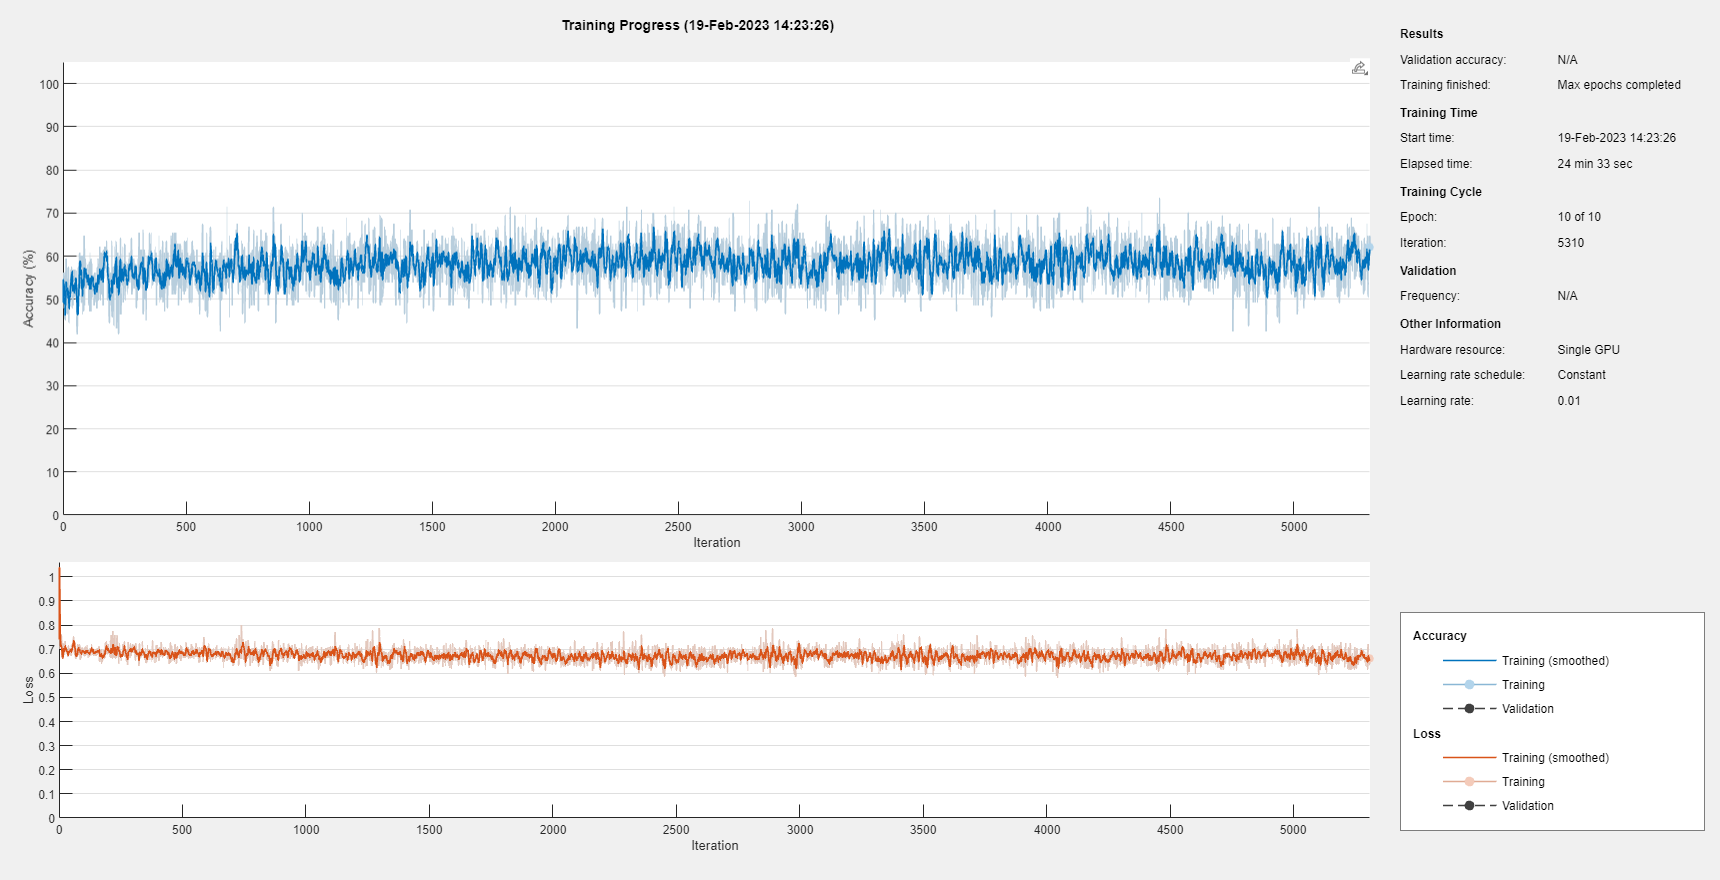 Training Progress (19-Feb-2023 14:23:26)
100
90
80
70
60
50
40
30
20
10
0
Accuracy (%)
0 500 1000 1500 2000 2500 3000 3500 4000 4500 5000
Iteration
1
0.9
0.8
0.7
0.6
0.5
0.4
0.3
0.2
0.1
0
Loss
0 500 1000 1500 2000 2500 3000 3500 4000 4500 5000
Iteration
Results
Validation accuracy: N/A
Training finished: Max epochs completed
Training Time
Start time: 19-Feb-2023 14:23:26
Elapsed time: 24 min 33 sec
Training Cycle
Epoch: 10 of 10
Iteration: 5310
Validation
Frequency: N/A
Other Information
Hardware resource: Single GPU
Learning rate schedule: Constant
Learning rate: 0.01
Accuracy
Training (smoothed)
Training
Validation
Loss
Training (smoothed)
Training
Validation